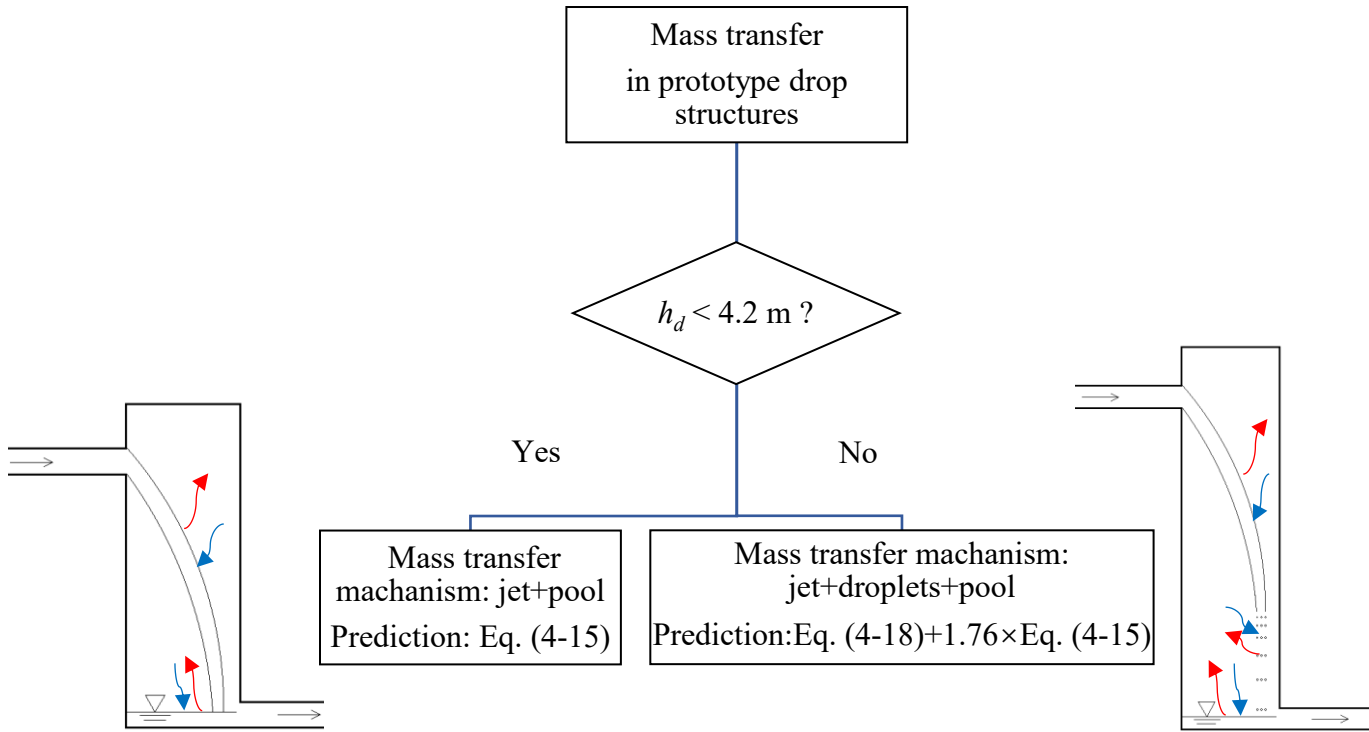 Mass transfer
in prototype drop
structures
h_d < 4.2 m ?
Yes
No
Mass transfer
machanism: jet+pool
Prediction: Eq. (4-15)
Mass transfer machanism:
jet+droplets+pool
Prediction:Eq. (4-18)+1.76×Eq. (4-15)